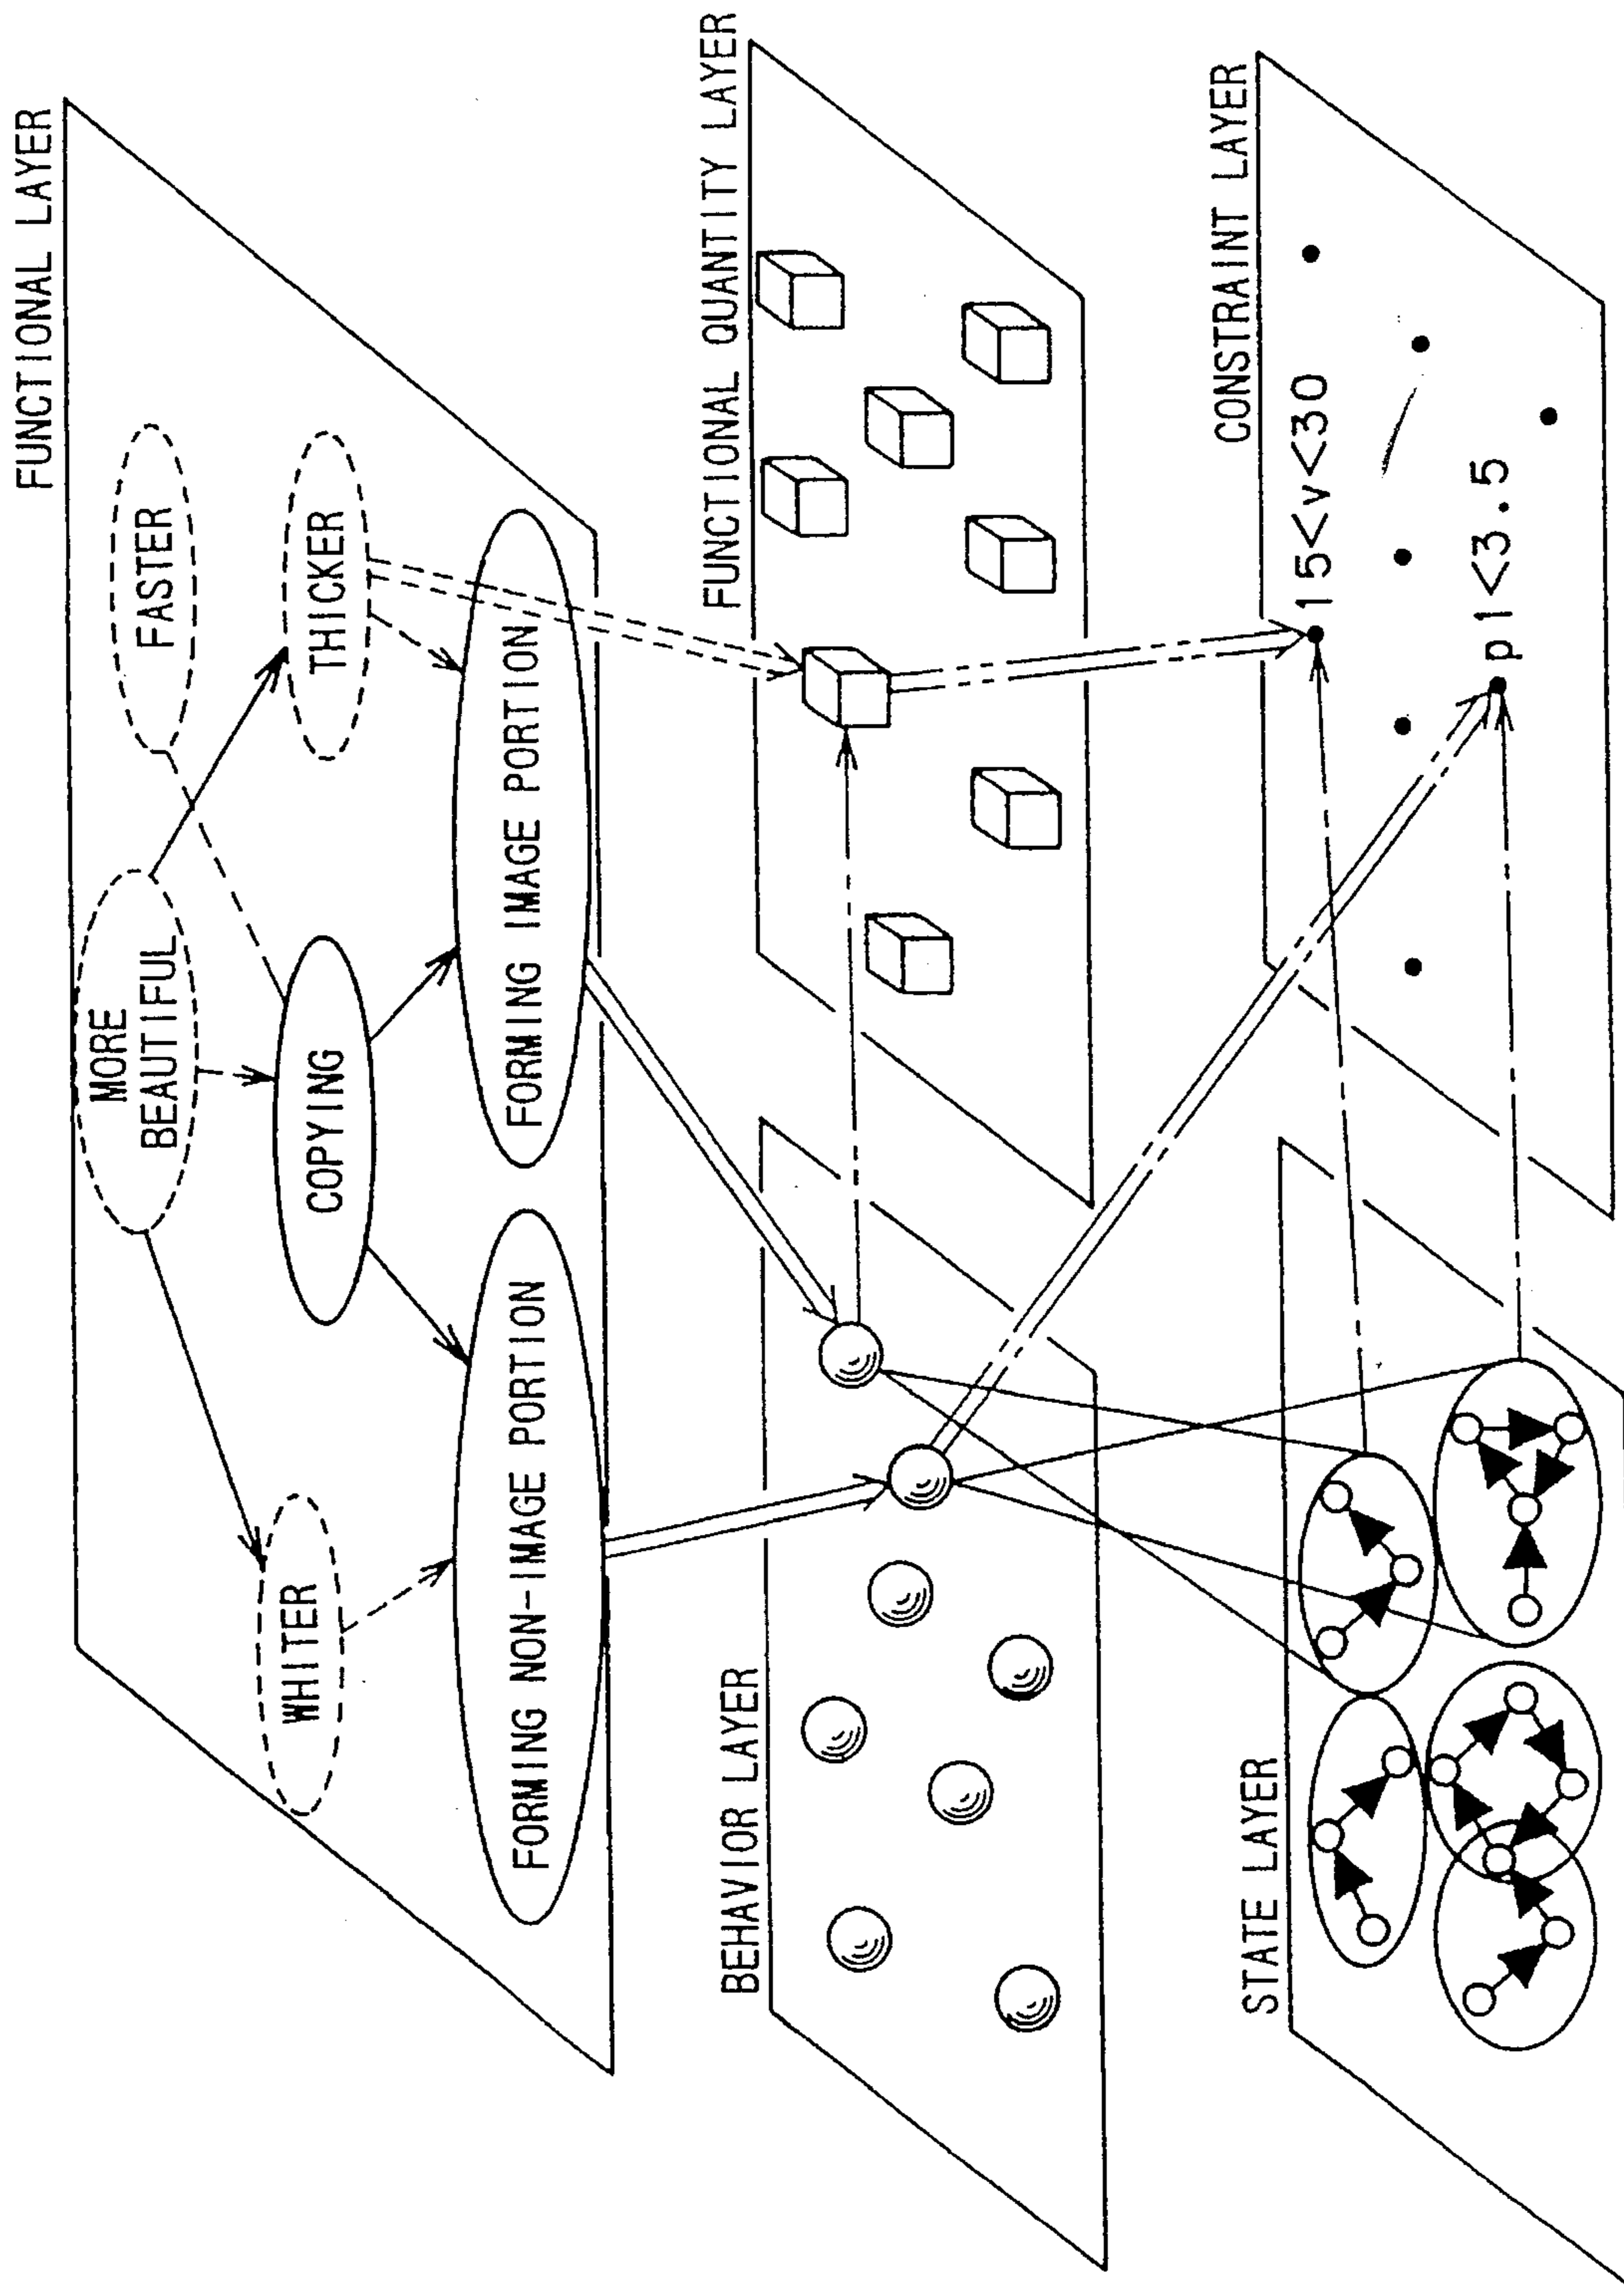 FUNCTIONAL LAYER
FASTER
MORE
BEAUTIFUL
THICKER
COPYING
WHITER
FORMING IMAGE PORTION
FORMING NON-IMAGE PORTION
FUNCTIONAL QUANTITY LAYER
BEHAVIOR LAYER
CONSTRAINT LAYER
15<v<30
p1<3.5
STATE LAYER